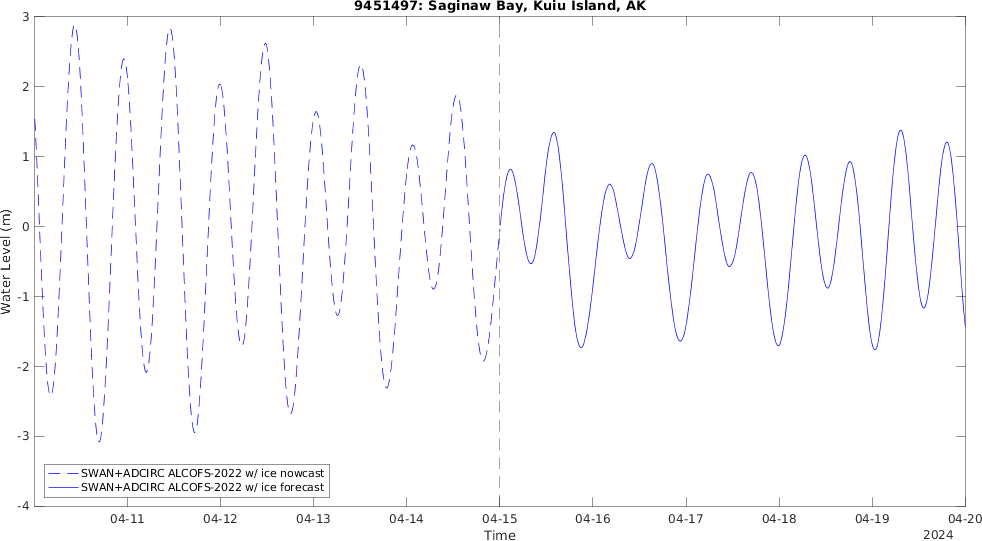 9451497: Saginaw Bay, Kuiu Island, AK
Water Level (m)
3
2
1
0
-1
-2
-3
-4
SWAN+ADCIRC ALCOFS-2022 w/ ice nowcast
SWAN+ADCIRC ALCOFS-2022 w/ ice forecast
04-11 04-12 04-13 04-14 04-15 04-16 04-17 04-18 04-19 04-20
Time
2024